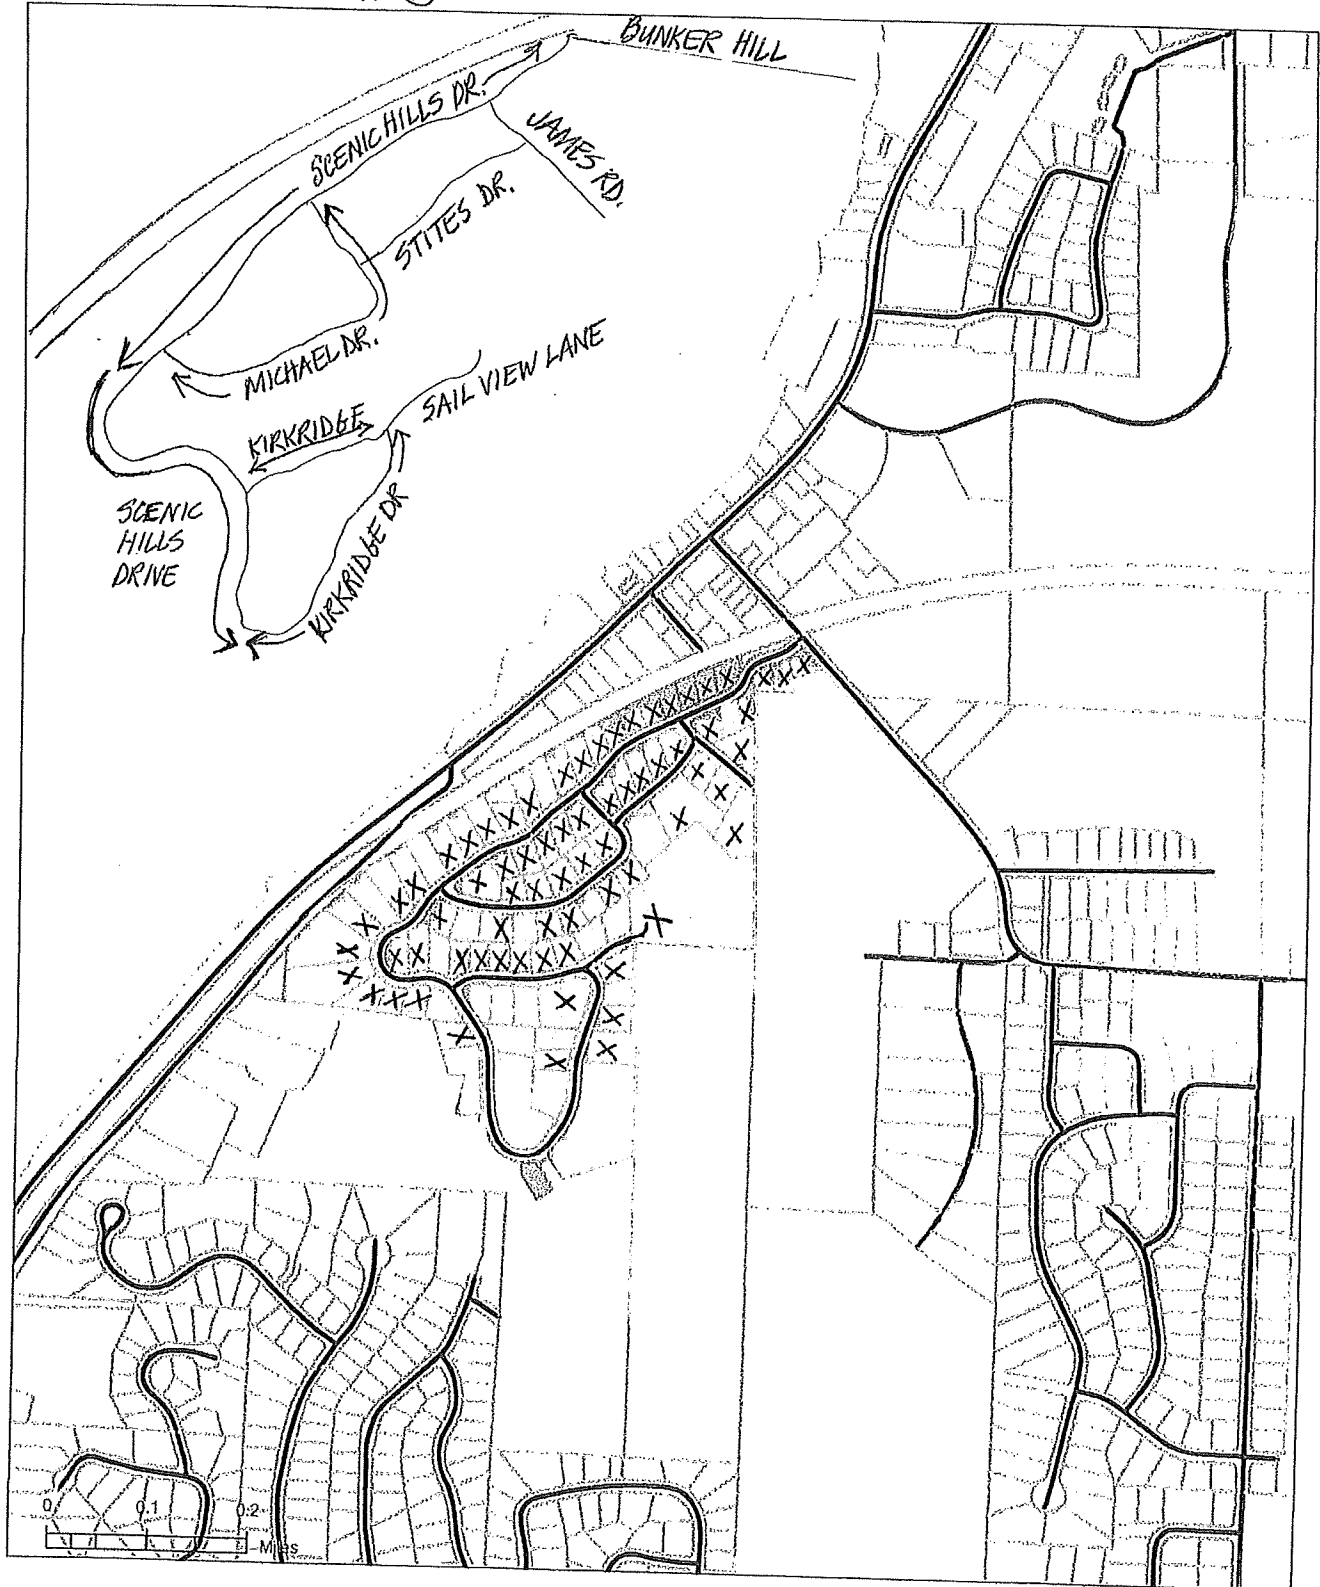 BUNKER HILL
SCENIC HILLS DR.
JAMES RD.
STITES DR.
MICHAEL DR.
SAIL VIEW LANE
KIRKRIDGE
SCENIC
HILLS
DRIVE
KIRKRIDGE DR
0 0.1 0.2
Miles